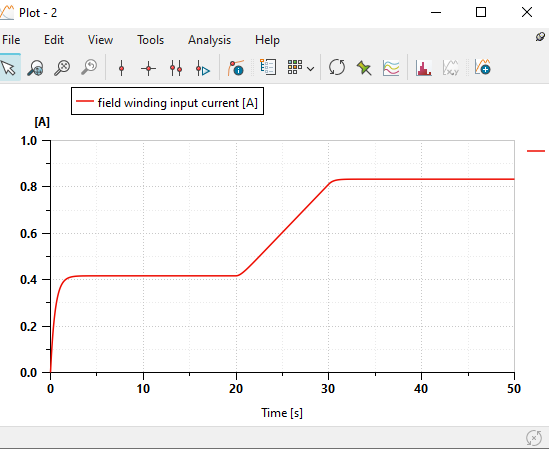 Plot - 2
File Edit View Tools Analysis Help
field winding input current [A]
[A]
1.0
0.8
0.6
0.4
0.2
0.0
0 10 20 30 40 50
Time [s]